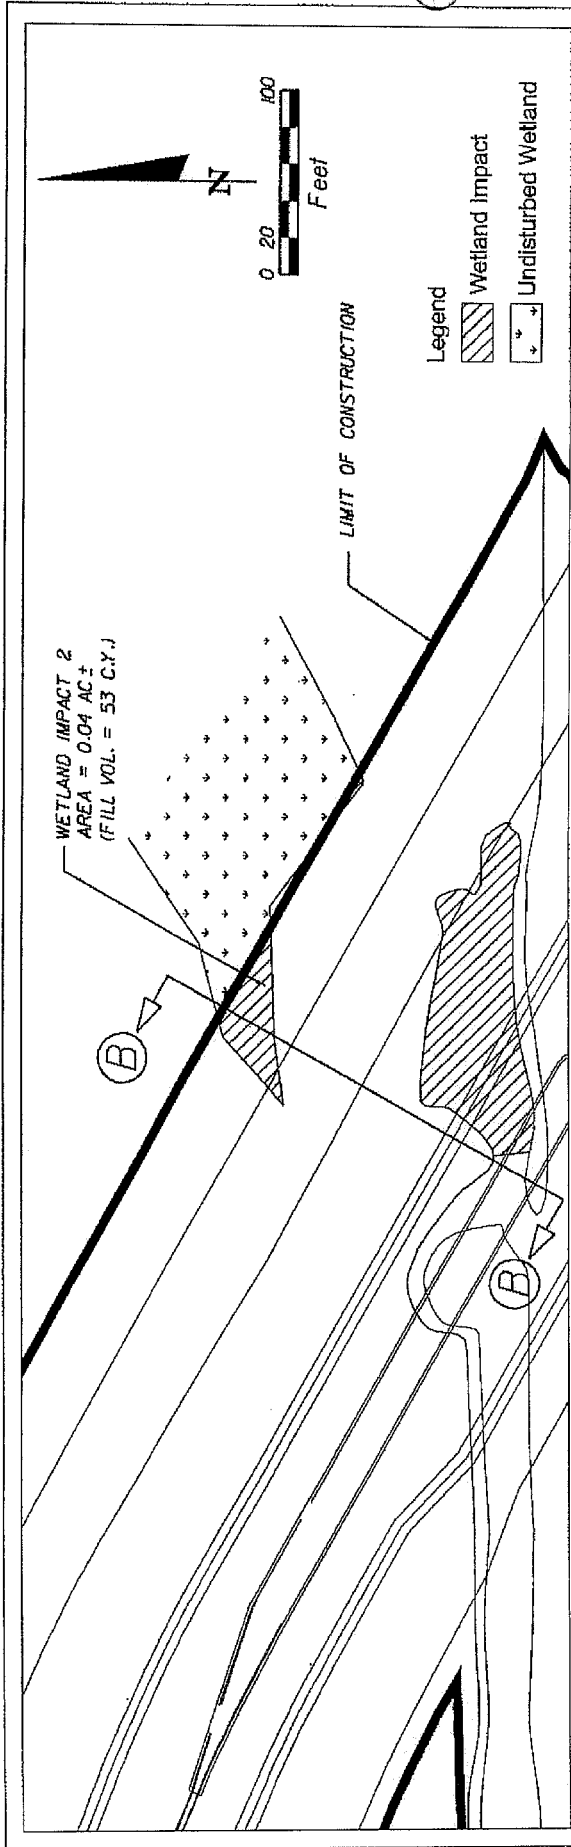 WETLAND IMPACT 2
AREA = 0.04 AC ±
(FILL VOL. = 53 C.Y.)
B
B
LIMIT OF CONSTRUCTION
N
0 20 100
Feet
Legend
Wetland Impact
Undisturbed Wetland